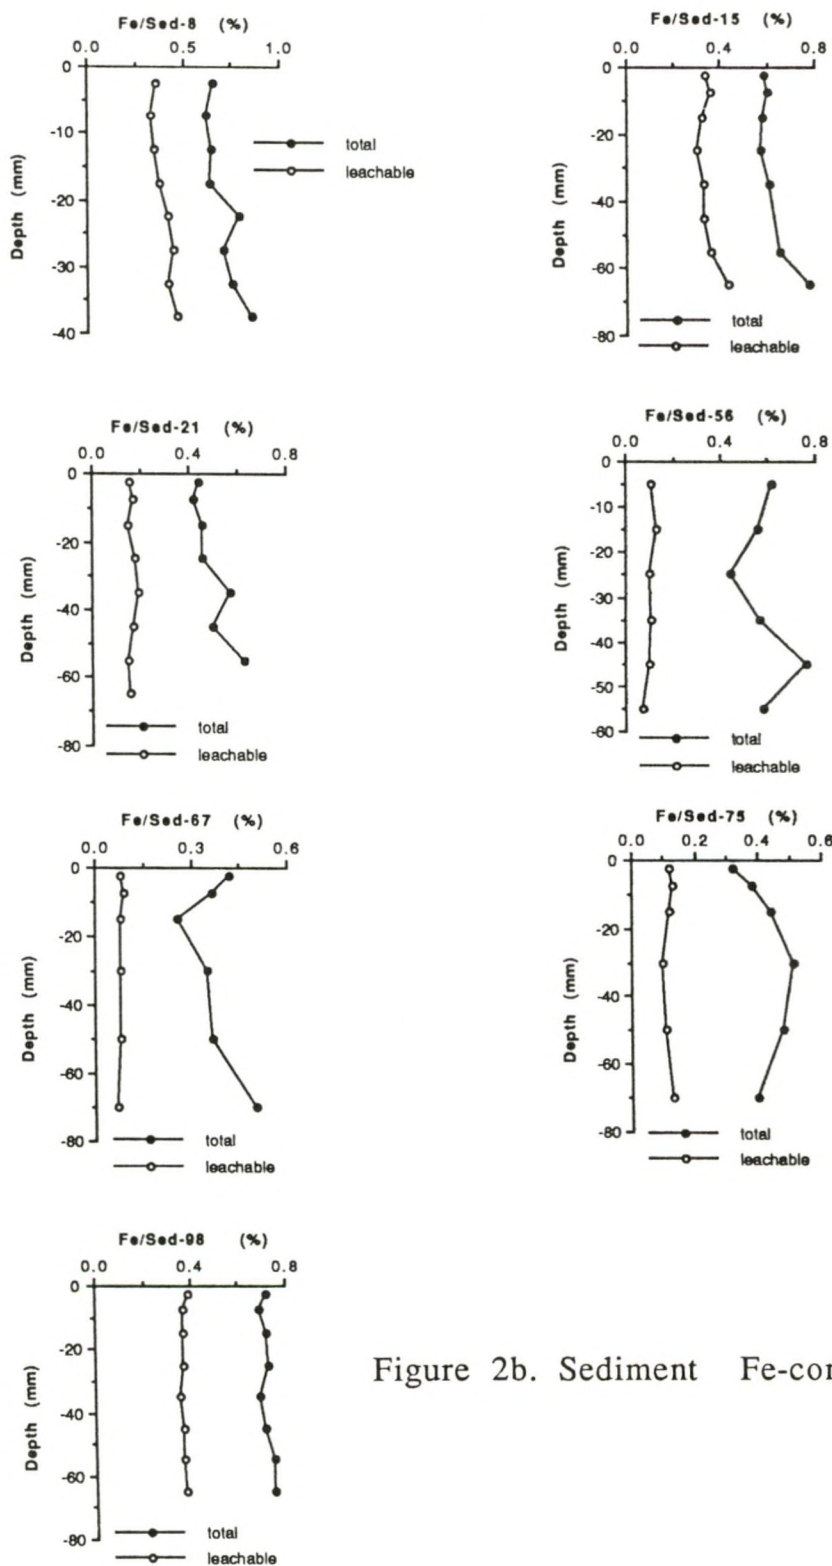 Fe/Sed-8 (%)
0.0 0.5 1.0
0
-10
-20
-30
-40
Depth (mm)
total
leachable
Fe/Sed-15 (%)
0.0 0.2 0.4 0.6 0.8
0
-20
-40
-60
-80
Depth (mm)
total
leachable
Fe/Sed-21 (%)
0.0 0.4 0.8
0
-20
-40
-60
-80
Depth (mm)
total
leachable
Fe/Sed-56 (%)
0.0 0.4 0.8
0
-10
-20
-30
-40
-50
-60
Depth (mm)
total
leachable
Fe/Sed-67 (%)
0.0 0.3 0.6
0
-20
-40
-60
-80
Depth (mm)
total
leachable
Fe/Sed-75 (%)
0.0 0.2 0.4 0.6
0
-20
-40
-60
-80
Depth (mm)
total
leachable
Fe/Sed-98 (%)
0.0 0.4 0.8
0
-20
-40
-60
-80
Depth (mm)
total
leachable
Figure 2b. Sediment Fe-con